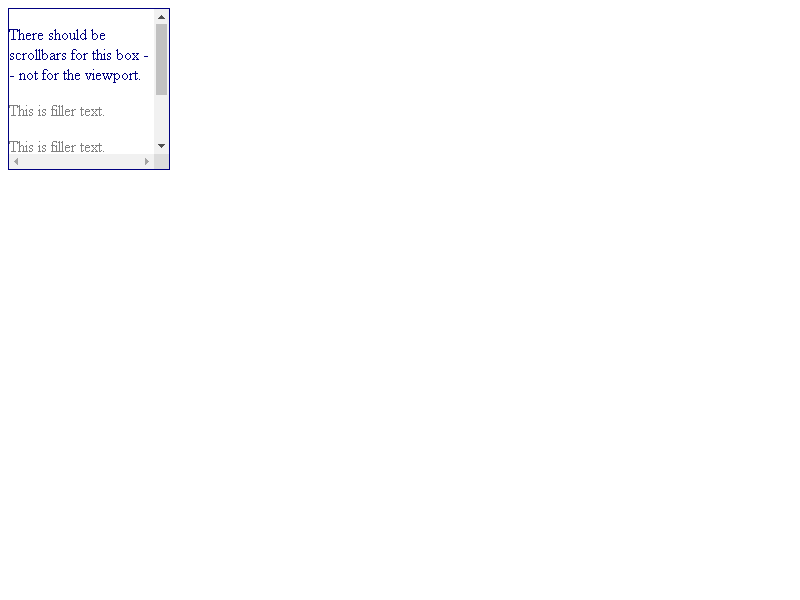 There should be
scrollbars for this box -
- not for the viewport.
This is filler text.
This is filler text.